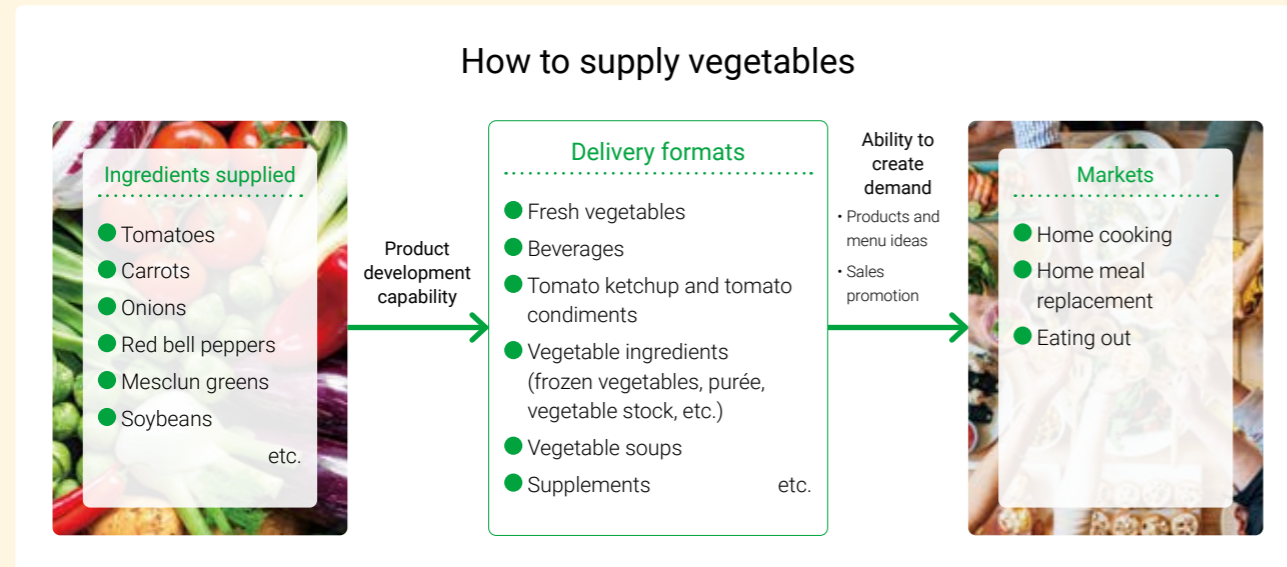 How to supply vegetables
Ingredients supplied
● Tomatoes
● Carrots
● Onions
● Red bell peppers
● Mesclun greens
● Soybeans
etc.
Product
development
capability
Delivery formats
● Fresh vegetables
● Beverages
● Tomato ketchup and tomato
condiments
● Vegetable ingredients
(frozen vegetables, purée,
vegetable stock, etc.)
● Vegetable soups
● Supplements etc.
Ability to
create
demand
・Products and
menu ideas
・Sales
promotion
Markets
● Home cooking
● Home meal
replacement
● Eating out